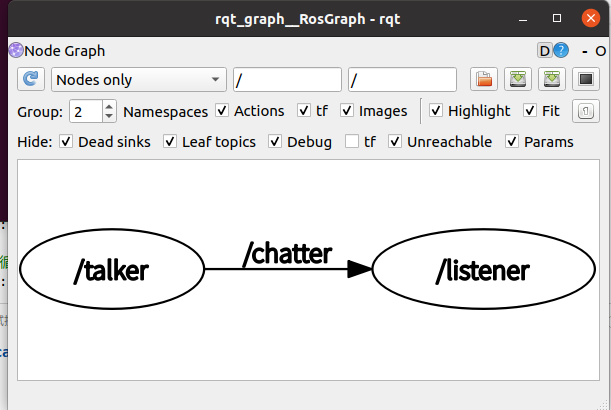 rqt_graph__RosGraph - rqt
Node Graph
D
?
- O
Nodes only
/
/
Group: 2 Namespaces Actions tf Images Highlight Fit
Hide: Dead sinks Leaf topics Debug tf Unreachable Params
/talker
/chatter
/listener